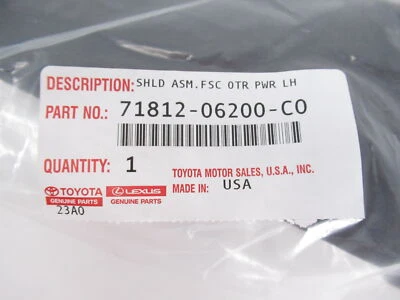 DESCRIPTION: SHLD ASM.FSC OTR PWR LH
PART NO.: 71812-06200-C0
QUANTITY: 1
TOYOTA MOTOR SALES, U.S.A., INC.
MADE IN: USA
TOYOTA LEXUS
GENUINE PARTS GENUINE PARTS
23A0